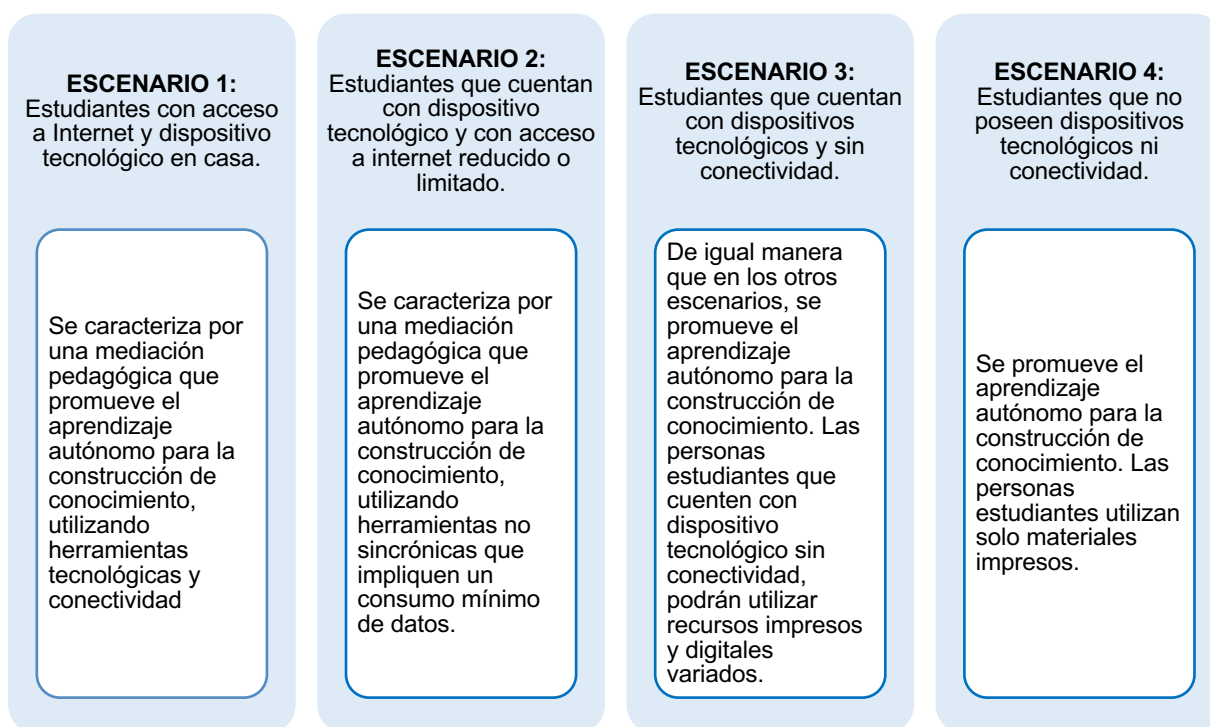 ESCENARIO 1:
Estudiantes con acceso
a Internet y dispositivo
tecnológico en casa.
Se caracteriza por
una mediación
pedagógica que
promueve el
aprendizaje
autónomo para la
construcción de
conocimiento,
utilizando
herramientas
tecnológicas y
conectividad
ESCENARIO 2:
Estudiantes que cuentan
con dispositivo
tecnológico y con acceso
a internet reducido o
limitado.
Se caracteriza por
una mediación
pedagógica que
promueve el
aprendizaje
autónomo para la
construcción de
conocimiento,
utilizando
herramientas no
sincrónicas que
impliquen un
consumo mínimo
de datos.
ESCENARIO 3:
Estudiantes que cuentan
con dispositivos
tecnológicos y sin
conectividad.
De igual manera
que en los otros
escenarios, se
promueve el
aprendizaje
autónomo para la
construcción de
conocimiento. Las
personas
estudiantes que
cuenten con
dispositivo
tecnológico sin
conectividad,
podrán utilizar
recursos impresos
y digitales
variados.
ESCENARIO 4:
Estudiantes que no
poseen dispositivos
tecnológicos ni
conectividad.
Se promueve el
aprendizaje
autónomo para la
construcción de
conocimiento. Las
personas
estudiantes utilizan
solo materiales
impresos.